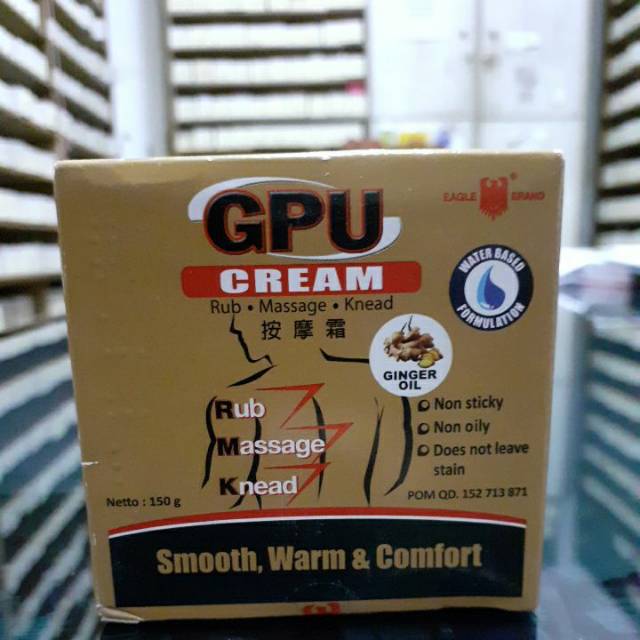 GPU
EAGLE BRAND
CREAM
WATER BASED
FORMULATION
Rub • Massage • Knead
按摩霜
GINGER
OIL
Rub
Massage
Knead
Non sticky
Non oily
Does not leave
stain
Netto : 150 g
POM QD. 152 713 871
Smooth, Warm & Comfort